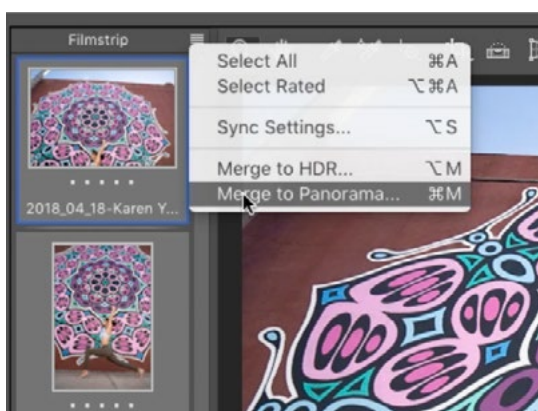 Filmstrip
Select All ⌘A
Select Rated ⌥⌘A
Sync Settings... ⌥S
Merge to HDR... ⌥M
Merge to Panorama... ⌘M
2018_04_18-Karen Y...